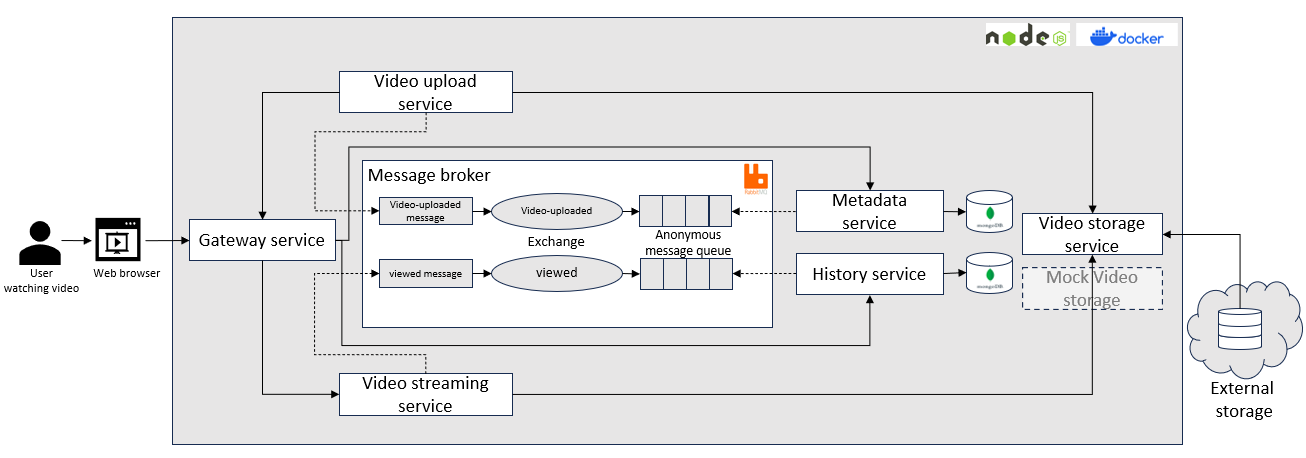 node
JS
docker
Video upload
service
Message broker
RabbitMQ
Video-uploaded
message
Video-uploaded
Metadata
service
mongoDB
Video storage
service
Gateway service
Exchange
Anonymous
message queue
User
watching video
Web browser
viewed message
viewed
History service
mongoDB
Mock Video
storage
Video streaming
service
External
storage